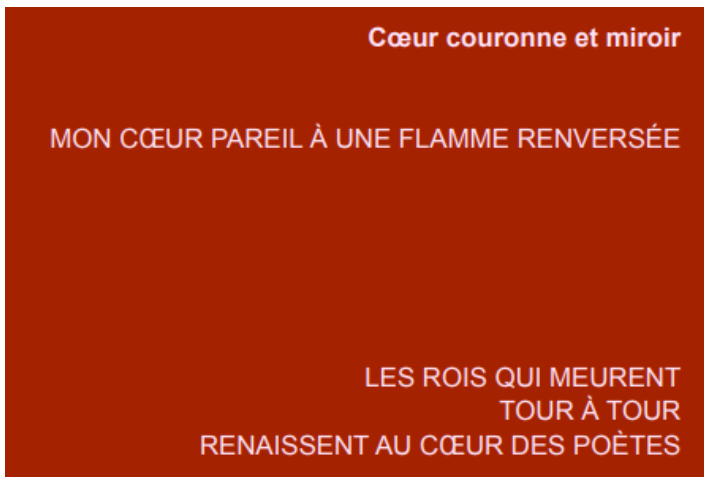 Cœur couronne et miroir
MON CŒUR PAREIL À UNE FLAMME RENVERSÉE
LES ROIS QUI MEURENT
TOUR À TOUR
RENAISSENT AU CŒUR DES POÈTES